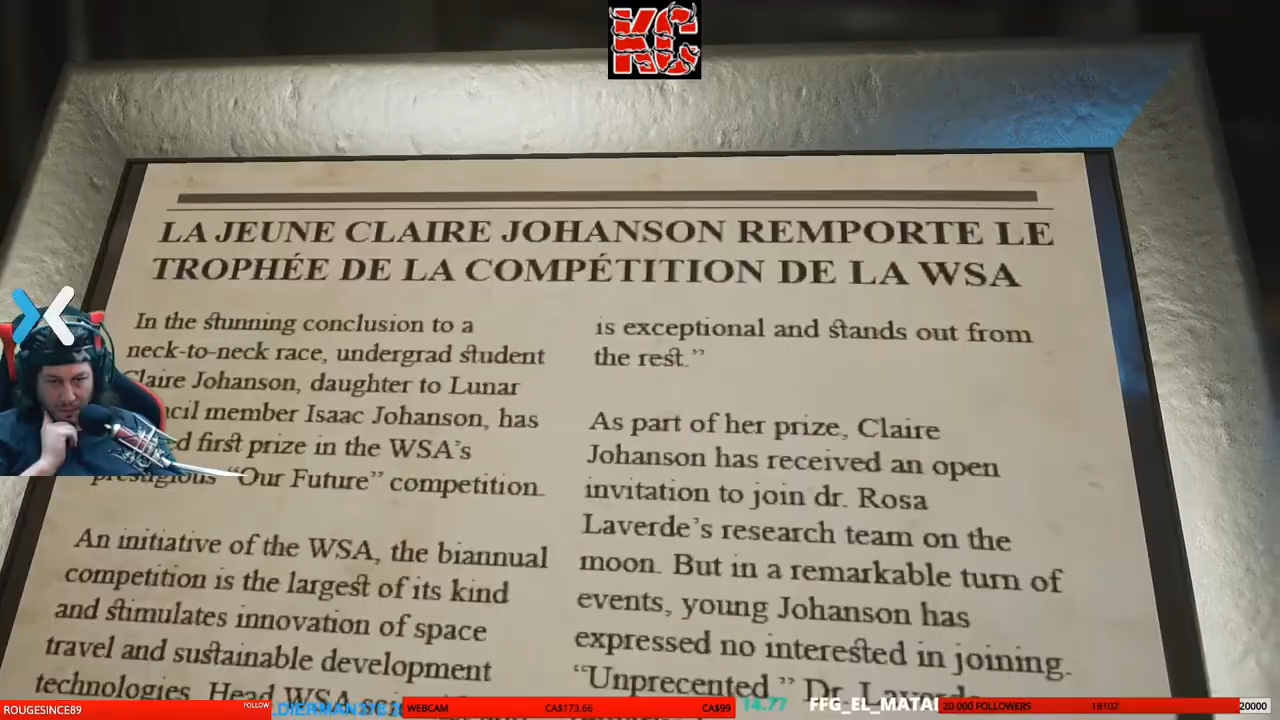 KC
LA JEUNE CLAIRE JOHANSON REMPORTE LE
TROPHÉE DE LA COMPÉTITION DE LA WSA
In the stunning conclusion to a
neck-to-neck race, undergrad student
Claire Johanson, daughter to Lunar
member Isaac Johanson, has
first prize in the WSA's
prestigious "Our Future" competition.
An initiative of the WSA, the biannual
competition is the largest of its kind
and stimulates innovation of space
travel and sustainable development
technologies. Head WSA
is exceptional and stands out from
the rest."
As part of her prize, Claire
Johanson has received an open
invitation to join dr. Rosa
Laverde's research team on the
moon. But in a remarkable turn of
events, young Johanson has
expressed no interested in joining.
"Unprecented." Dr.
ROUGESINCE89
FOLLOW
WEBCAM CA$173.66 CA$99
14.77
FFG_EL_MATA
20 000 FOLLOWERS 16102 20000